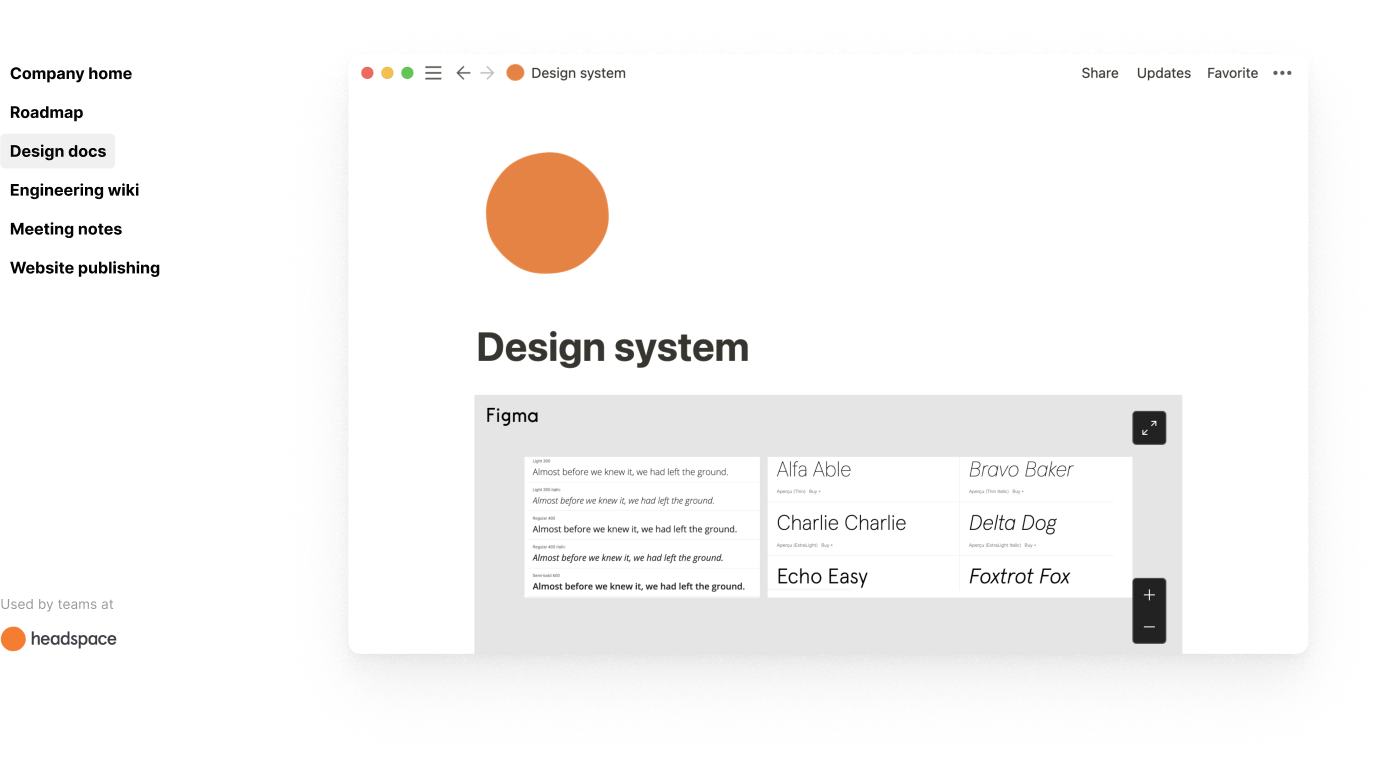 Company home
Roadmap
Design docs
Engineering wiki
Meeting notes
Website publishing
Used by teams at
headspace
Design system
Share Updates Favorite
Design system
Figma
Light 300
Almost before we knew it, we had left the ground.
Light 300 Italic
Almost before we knew it, we had left the ground.
Regular 400
Almost before we knew it, we had left the ground.
Regular 400 Italic
Almost before we knew it, we had left the ground.
Semi-bold 600
Almost before we knew it, we had left the ground.
Alfa Able
Aperçu (Thin) Buy +
Bravo Baker
Aperçu (Thin Italic) Buy +
Charlie Charlie
Aperçu (ExtraLight) Buy +
Delta Dog
Aperçu (ExtraLight Italic) Buy +
Echo Easy
Foxtrot Fox